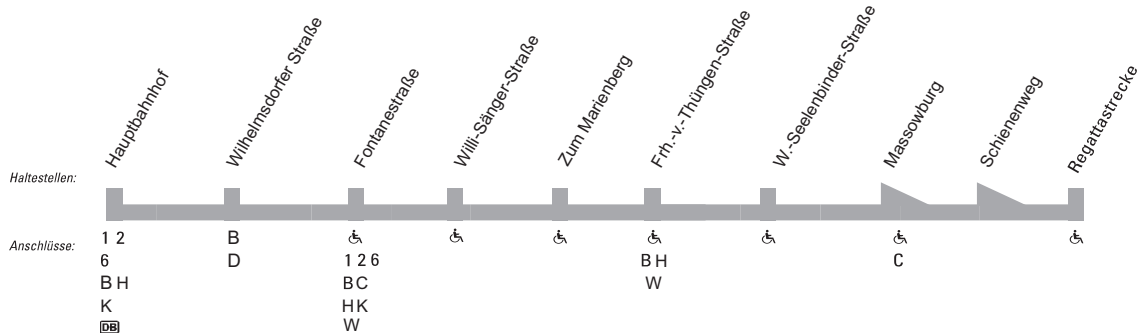 Hauptbahnhof
Wilhelmsdorfer Straße
Fontanestraße
Willi-Sänger-Straße
Zum Marienberg
Frh.-v.-Thüngen-Straße
W.-Seelenbinder-Straße
Massowburg
Schienenweg
Regattastrecke
Haltestellen:
Anschlüsse:
1 2
6
B H
K
DB
B
D
1 2 6
B C
H K
W
B H
W
C